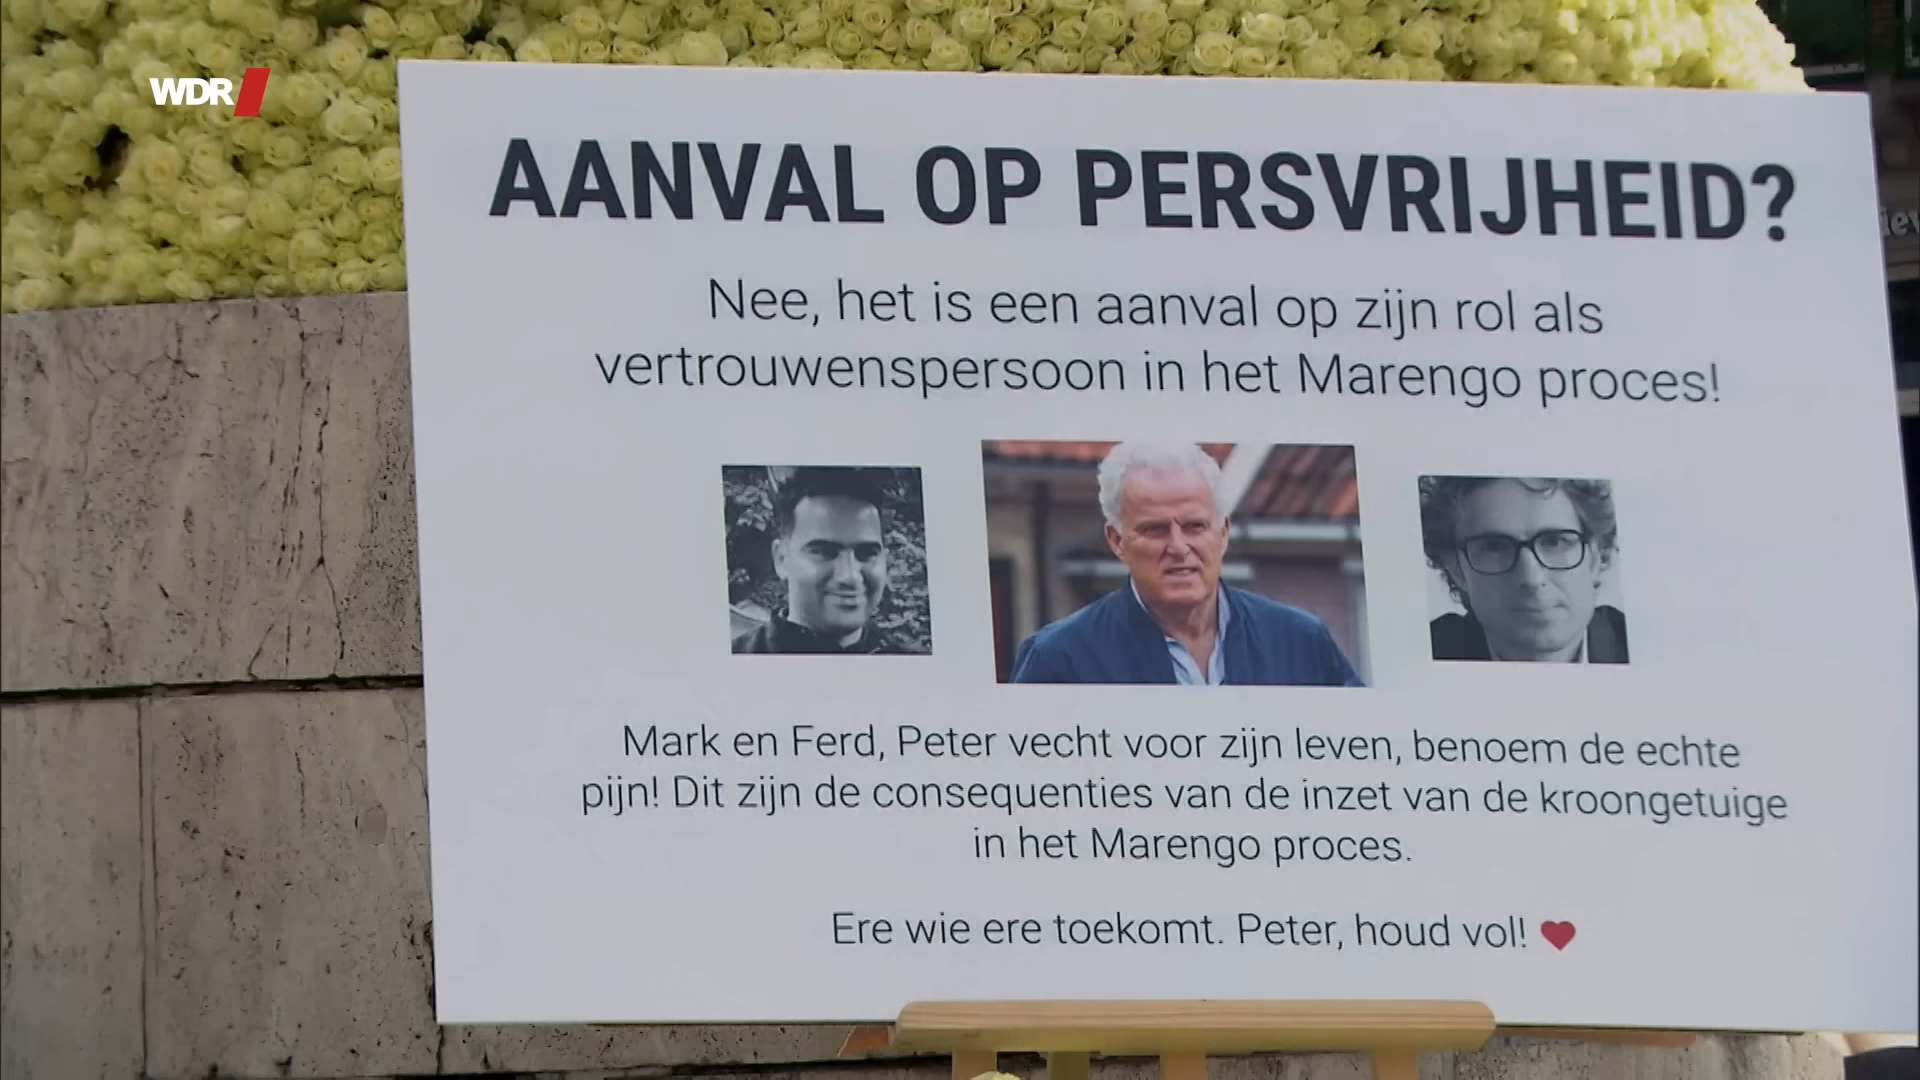 WDR
AANVAL OP PERSVRIJHEID?
Nee, het is een aanval op zijn rol als
vertrouwenspersoon in het Marengo proces!
Mark en Ferd, Peter vecht voor zijn leven, benoem de echte
pijn! Dit zijn de consequenties van de inzet van de kroongetuige
in het Marengo proces.
Ere wie ere toekomt. Peter, houd vol! ♥